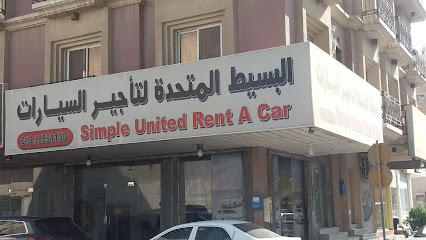 البسيط المتحدة لتأجير السيارات
Simple United Rent A Car